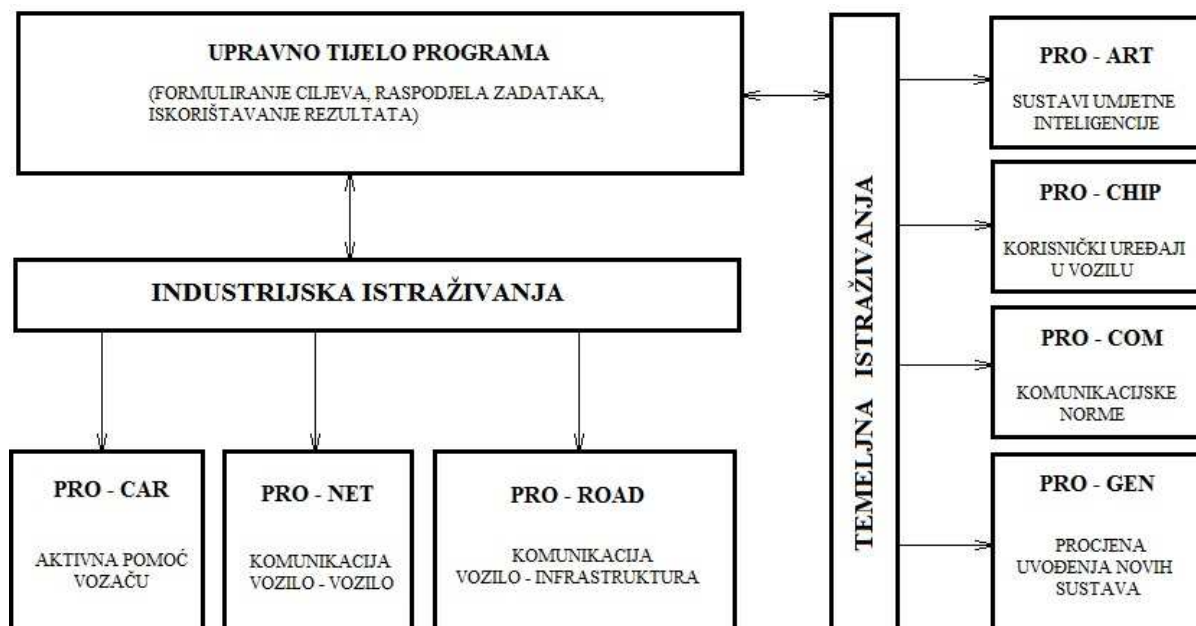 UPRAVNO TIJELO PROGRAMA
(FORMULIRANJE CILJEVA, RASPODJELA ZADATAKA,
ISKORIŠTAVANJE REZULTATA)
INDUSTRIJSKA ISTRAŽIVANJA
PRO - CAR
AKTIVNA POMOĆ
VOZAČU
PRO - NET
KOMUNIKACIJA
VOZILO - VOZILO
PRO - ROAD
KOMUNIKACIJA
VOZILO - INFRASTRUKTURA
TEMELJNA ISTRAŽIVANJA
PRO - ART
SUSTAVI UMJETNE
INTELIGENCIJE
PRO - CHIP
KORISNIČKI UREĐAJI
U VOZILU
PRO - COM
KOMUNIKACIJSKE
NORME
PRO - GEN
PROCJENA
UVOĐENJA NOVIH
SUSTAVA